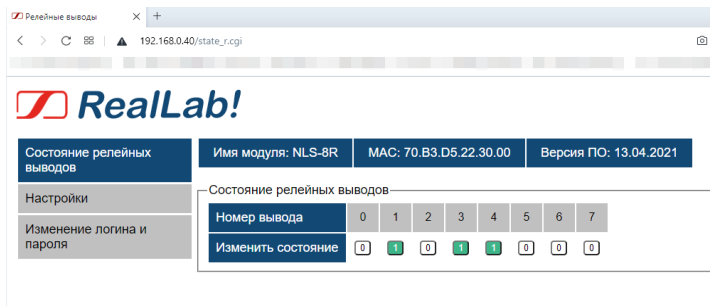 Релейные выводы
192.168.0.40/state_r.cgi
RealLab!
Состояние релейных выводов
Имя модуля: NLS-8R MAC: 70.B3.D5.22.30.00 Версия ПО: 13.04.2021
Настройки
Изменение логина и пароля
Состояние релейных выводов
Номер вывода 0 1 2 3 4 5 6 7
Изменить состояние 0 1 0 1 1 0 0 0